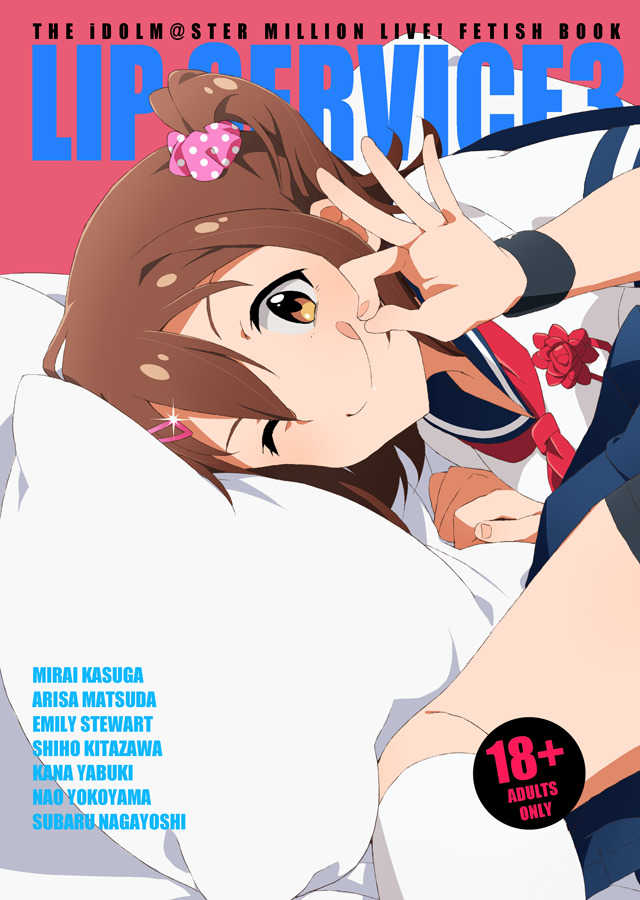 THE iDOLM@STER MILLION LIVE! FETISH BOOK
LIP SERVICE3
MIRAI KASUGA
ARISA MATSUDA
EMILY STEWART
SHIHO KITAZAWA
KANA YABUKI
NAO YOKOYAMA
SUBARU NAGAYOSHI
18+
ADULTS
ONLY